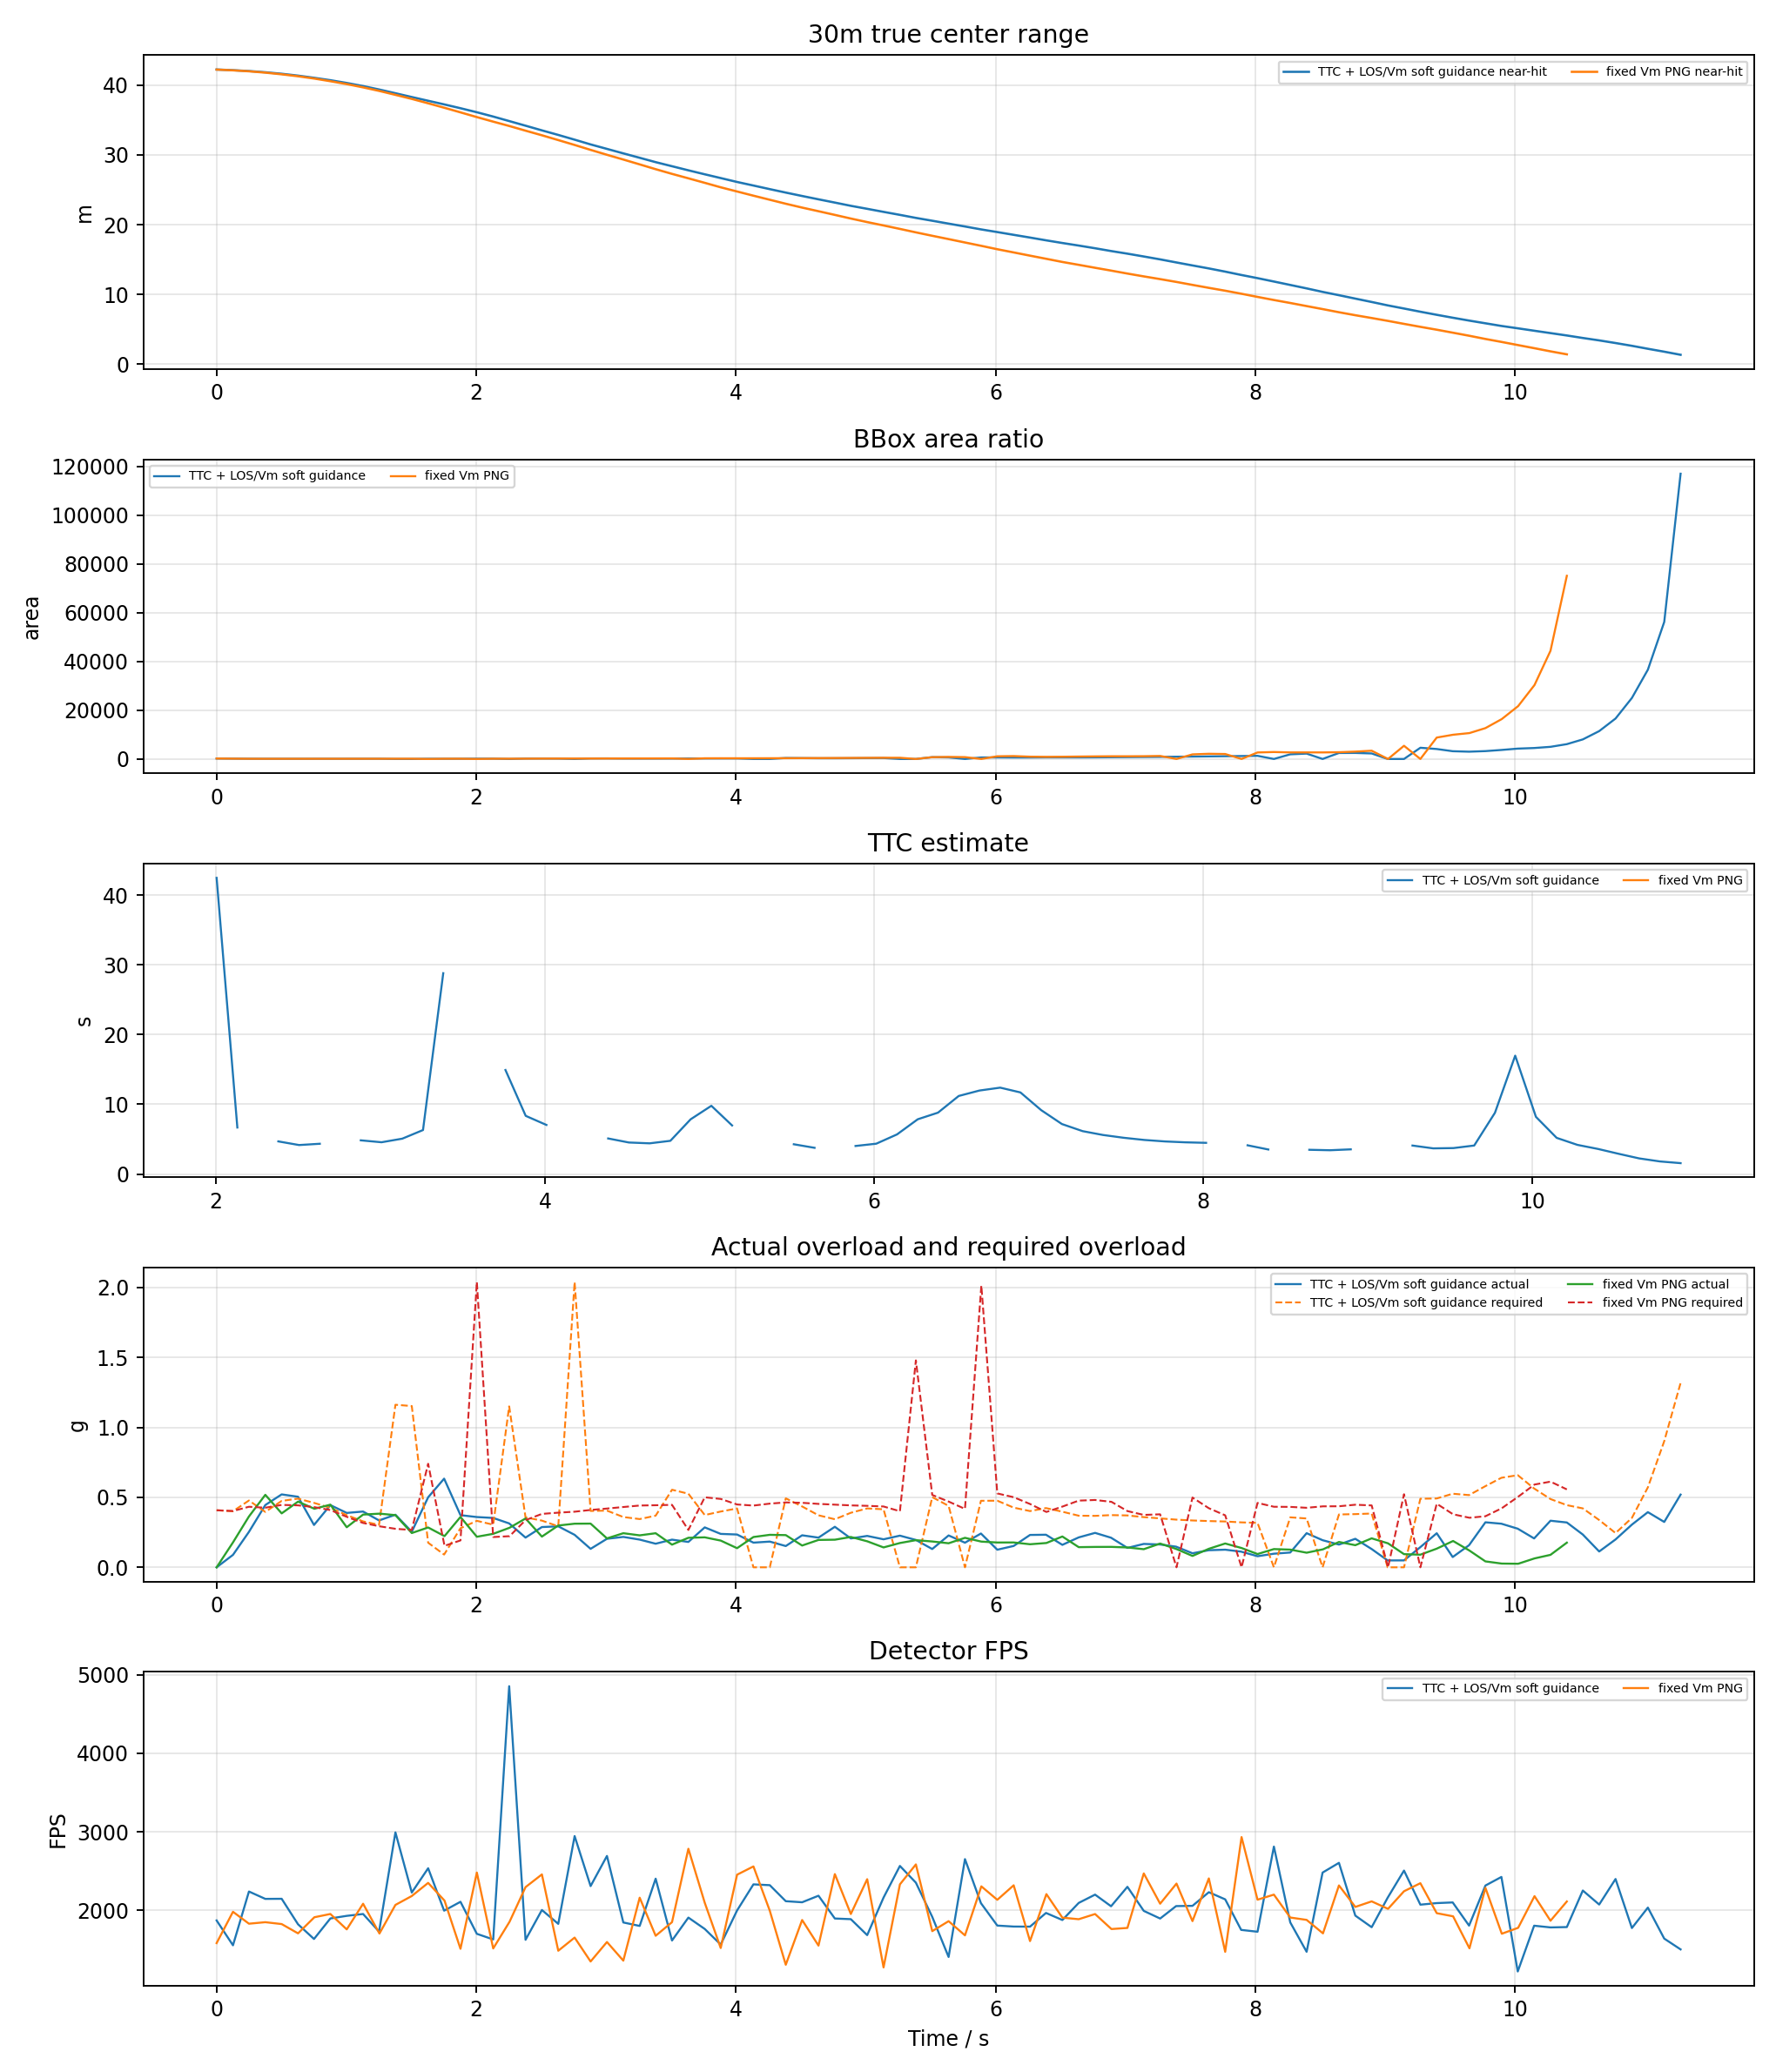 30m true center range
TTC + LOS/Vm soft guidance near-hit fixed Vm PNG near-hit
40
30
20
10
0
m
0 2 4 6 8 10
BBox area ratio
TTC + LOS/Vm soft guidance fixed Vm PNG
120000
100000
80000
60000
40000
20000
0
area
0 2 4 6 8 10
TTC estimate
TTC + LOS/Vm soft guidance fixed Vm PNG
40
30
20
10
0
s
2 4 6 8 10
Actual overload and required overload
TTC + LOS/Vm soft guidance actual fixed Vm PNG actual
TTC + LOS/Vm soft guidance required fixed Vm PNG required
2.0
1.5
1.0
0.5
0.0
g
0 2 4 6 8 10
Detector FPS
TTC + LOS/Vm soft guidance fixed Vm PNG
5000
4000
3000
2000
FPS
0 2 4 6 8 10
Time / s